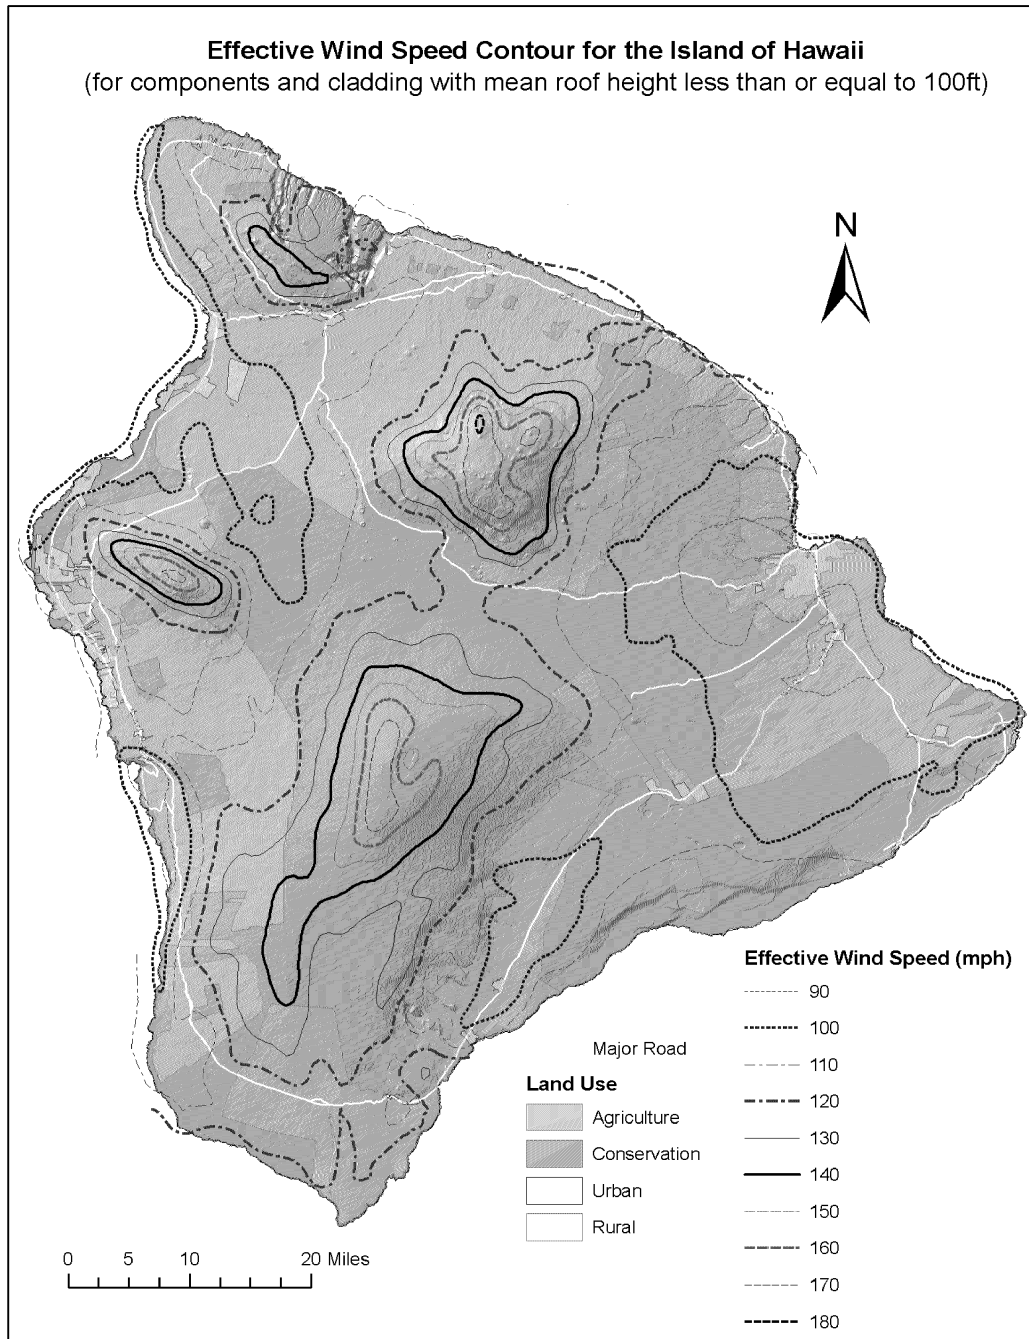 Effective Wind Speed Contour for the Island of Hawaii
(for components and cladding with mean roof height less than or equal to 100ft)
N
Effective Wind Speed (mph)
90
100
110
120
130
140
150
160
170
180
Major Road
Land Use
Agriculture
Conservation
Urban
Rural
0 5 10 20 Miles